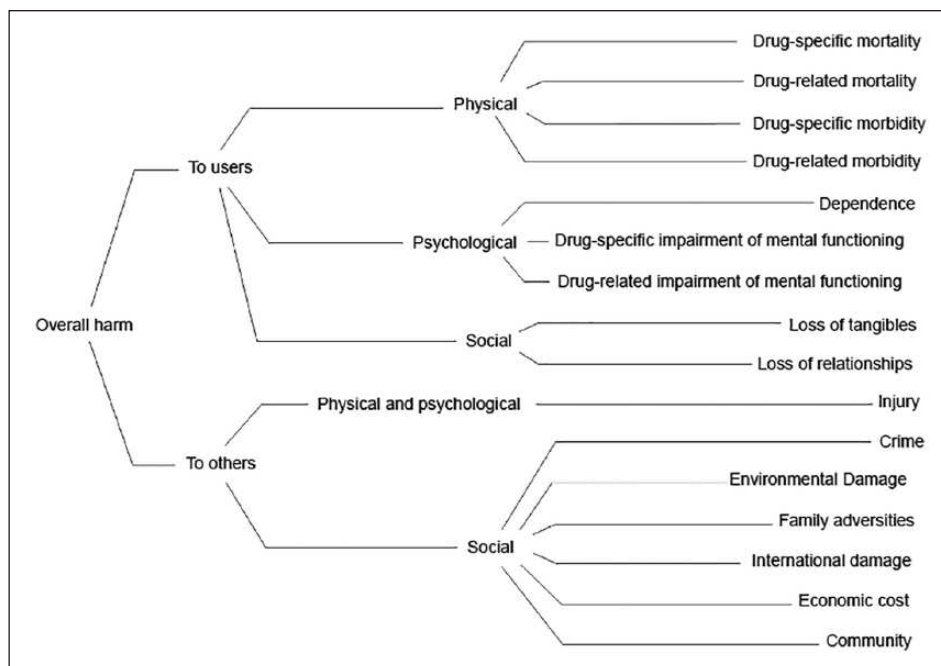 Drug-specific mortality
Drug-related mortality
Physical
Drug-specific morbidity
Drug-related morbidity
To users
Dependence
Psychological
Drug-specific impairment of mental functioning
Drug-related impairment of mental functioning
Overall harm
Loss of tangibles
Social
Loss of relationships
Physical and psychological
Injury
Crime
To others
Environmental Damage
Family adversities
Social
International damage
Economic cost
Community